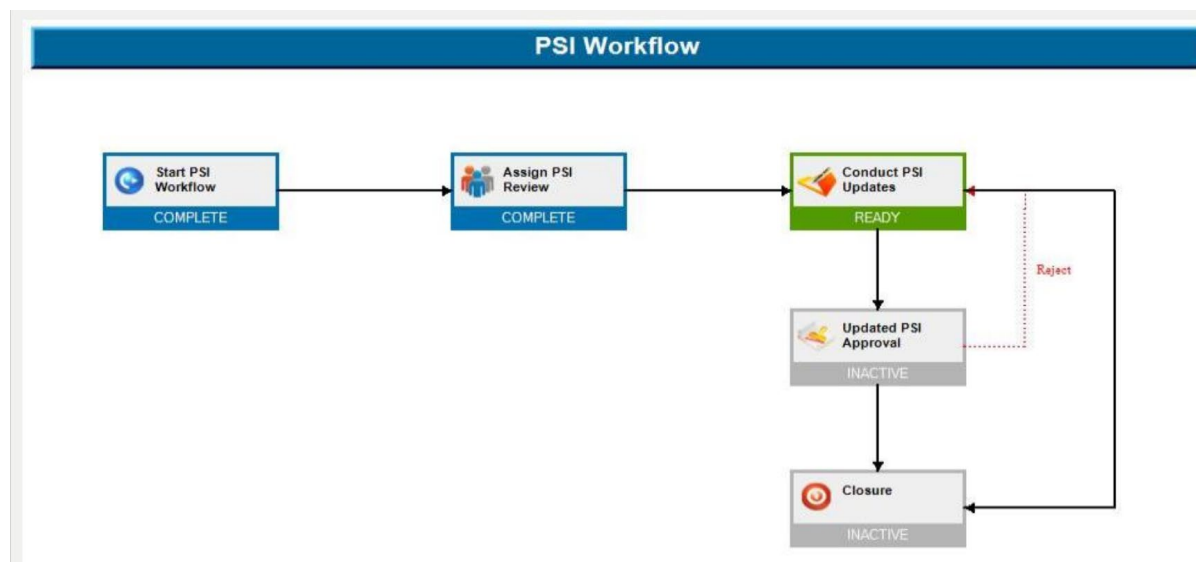 PSI Workflow
Start PSI
Workflow
COMPLETE
Assign PSI
Review
COMPLETE
Conduct PSI
Updates
READY
Reject
Updated PSI
Approval
INACTIVE
Closure
INACTIVE